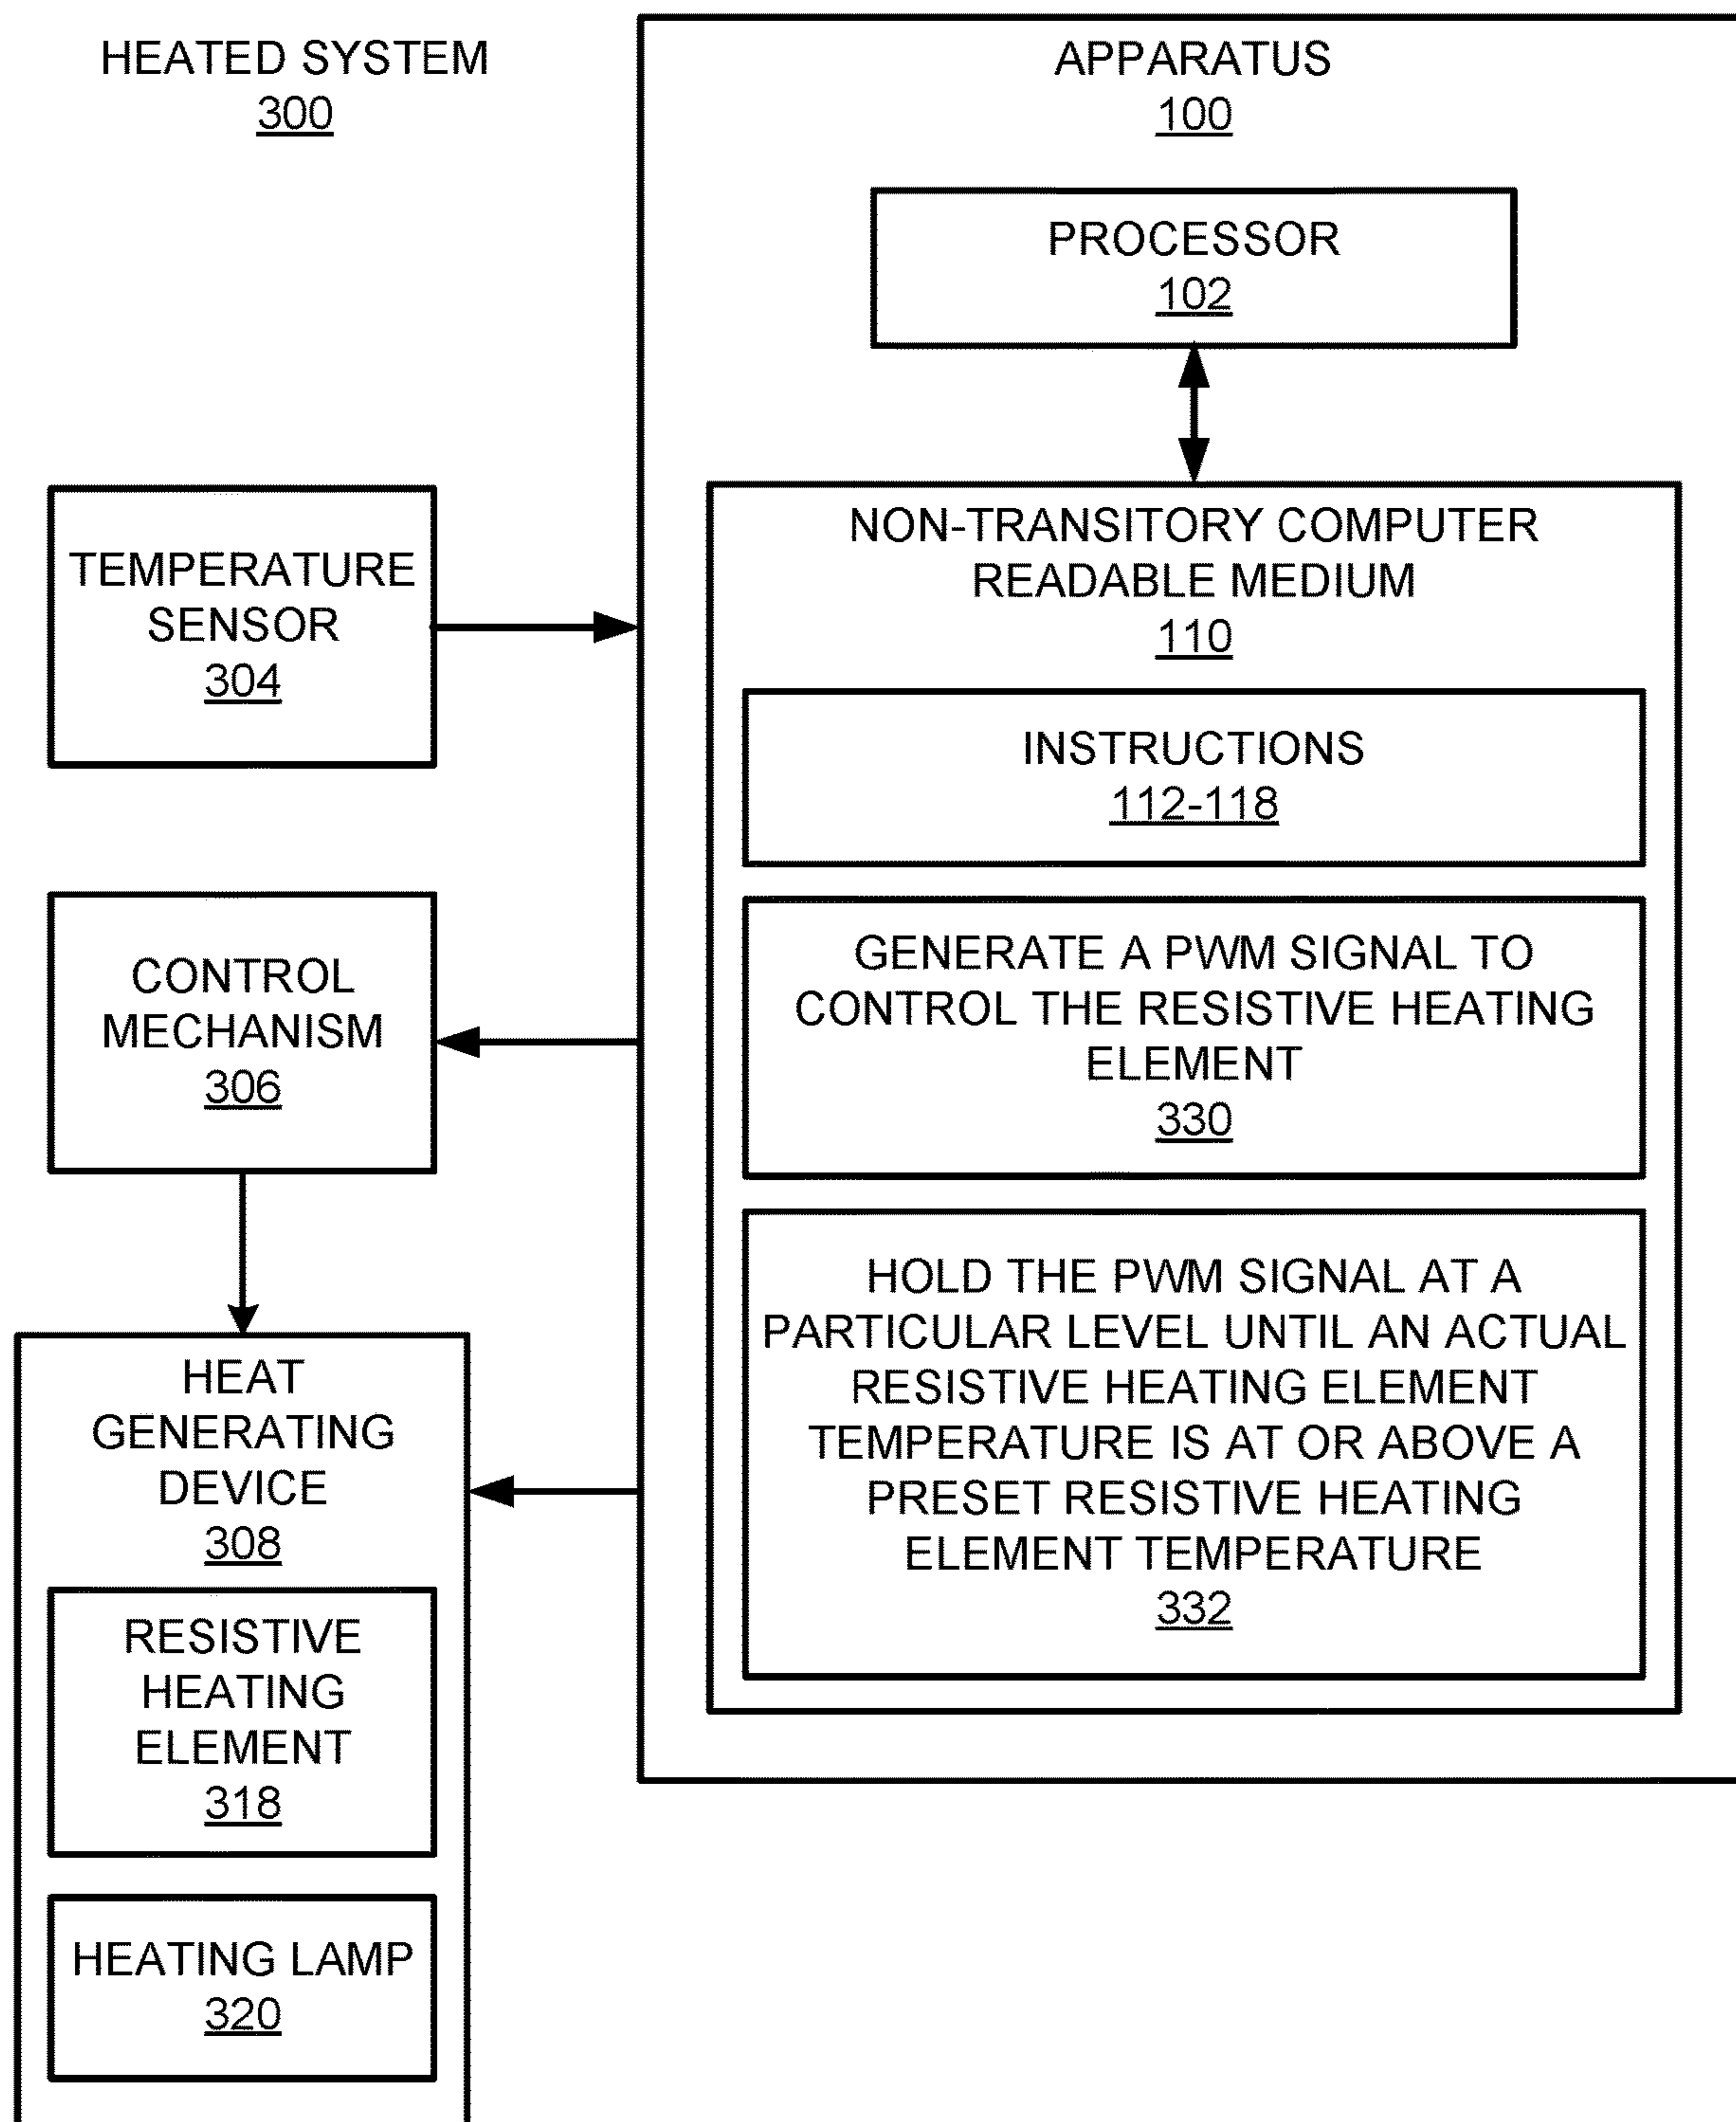 HEATED SYSTEM
300
APPARATUS
100
PROCESSOR
102
TEMPERATURE
SENSOR
304
CONTROL
MECHANISM
306
HEAT
GENERATING
DEVICE
308
RESISTIVE
HEATING
ELEMENT
318
HEATING LAMP
320
NON-TRANSITORY COMPUTER
READABLE MEDIUM
110
INSTRUCTIONS
112-118
GENERATE A PWM SIGNAL TO
CONTROL THE RESISTIVE HEATING
ELEMENT
330
HOLD THE PWM SIGNAL AT A
PARTICULAR LEVEL UNTIL AN ACTUAL
RESISTIVE HEATING ELEMENT
TEMPERATURE IS AT OR ABOVE A
PRESET RESISTIVE HEATING
ELEMENT TEMPERATURE
332